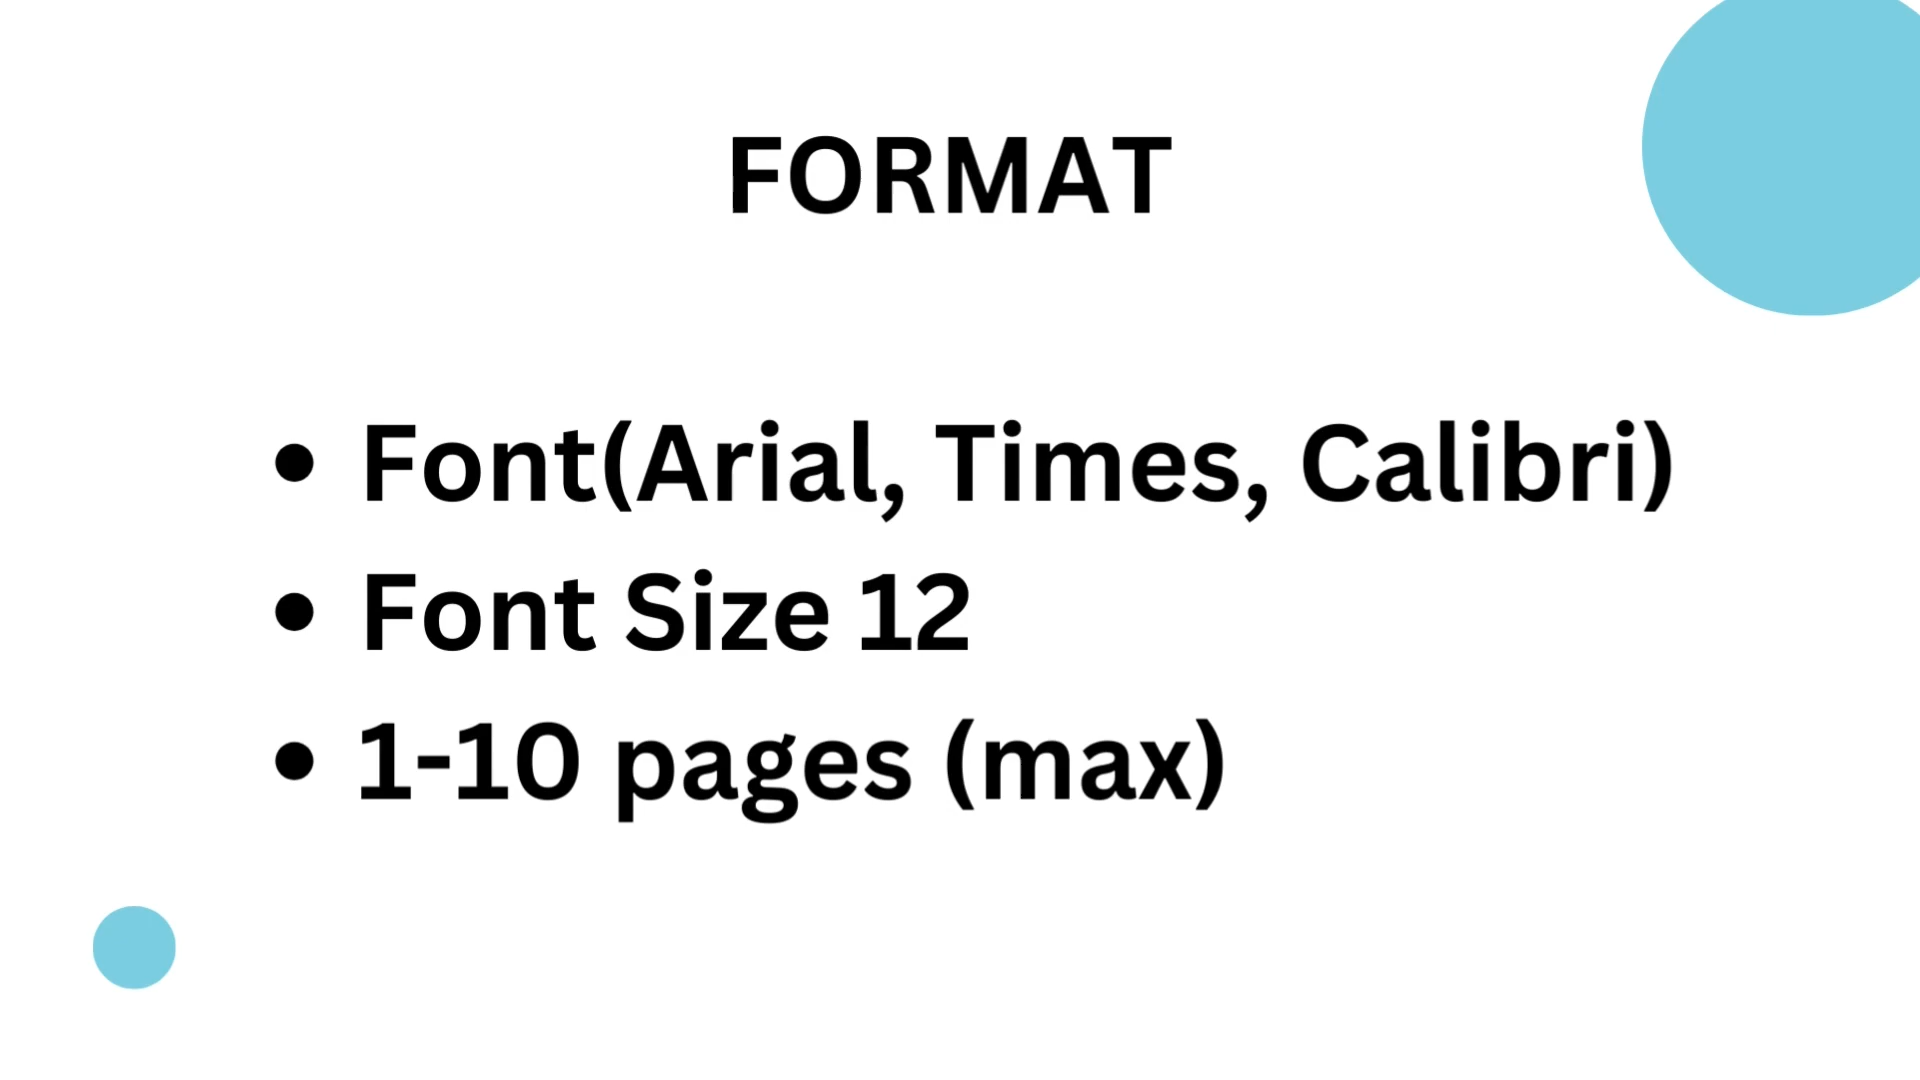 FORMAT
• Font(Arial, Times, Calibri)
• Font Size 12
• 1-10 pages (max)